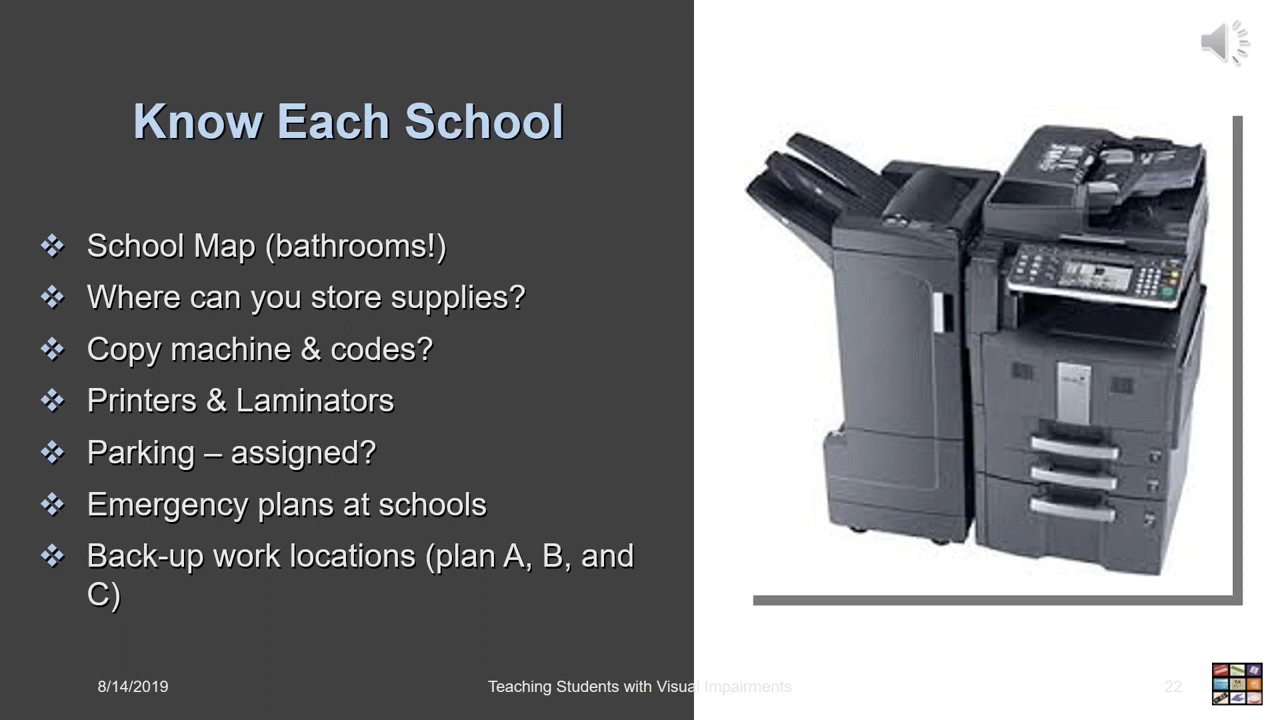 Know Each School
School Map (bathrooms!)
Where can you store supplies?
Copy machine & codes?
Printers & Laminators
Parking – assigned?
Emergency plans at schools
Back-up work locations (plan A, B, and
C)
8/14/2019
Teaching Students with Visual Impairments
22